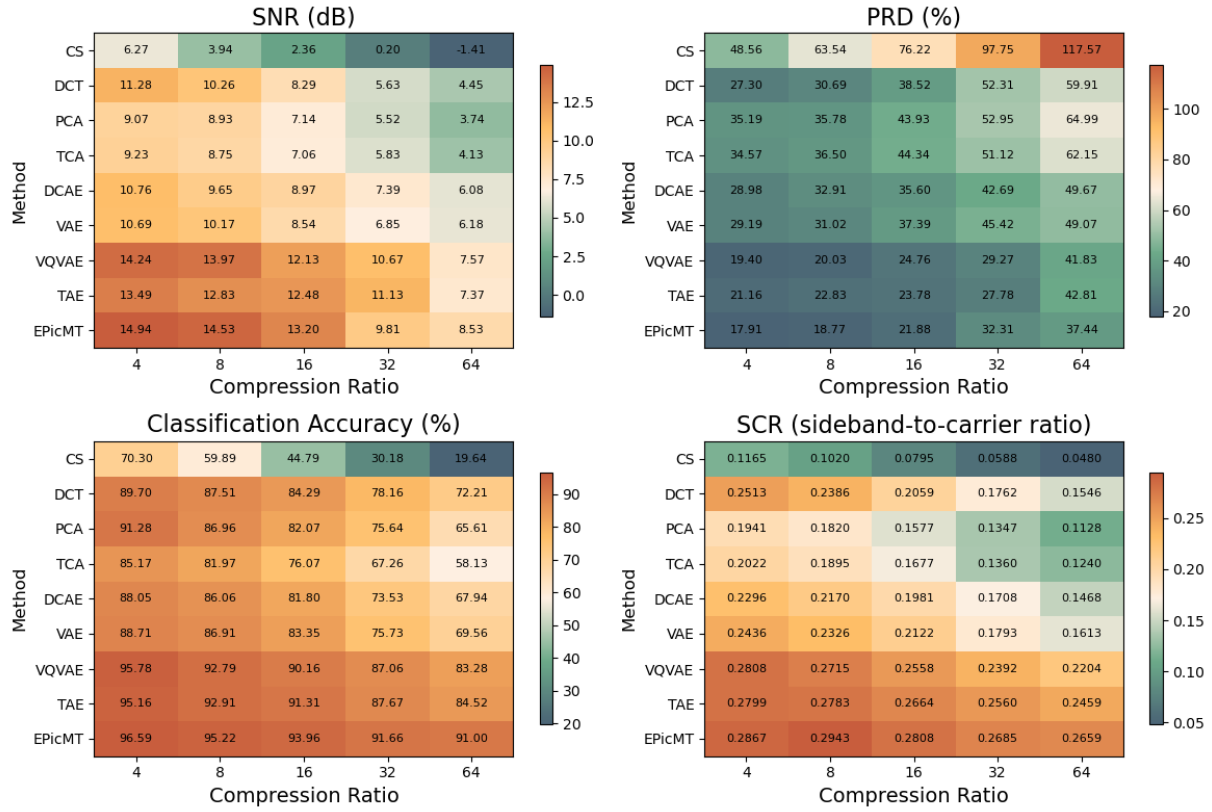 SNR (dB)
Method
CS 6.27 3.94 2.36 0.20 -1.41
DCT 11.28 10.26 8.29 5.63 4.45
PCA 9.07 8.93 7.14 5.52 3.74
TCA 9.23 8.75 7.06 5.83 4.13
DCAE 10.76 9.65 8.97 7.39 6.08
VAE 10.69 10.17 8.54 6.85 6.18
VQVAE 14.24 13.97 12.13 10.67 7.57
TAE 13.49 12.83 12.48 11.13 7.37
EPicMT 14.94 14.53 13.20 9.81 8.53
4 8 16 32 64
Compression Ratio
12.5
10.0
7.5
5.0
2.5
0.0
PRD (%)
Method
CS 48.56 63.54 76.22 97.75 117.57
DCT 27.30 30.69 38.52 52.31 59.91
PCA 35.19 35.78 43.93 52.95 64.99
TCA 34.57 36.50 44.34 51.12 62.15
DCAE 28.98 32.91 35.60 42.69 49.67
VAE 29.19 31.02 37.39 45.42 49.07
VQVAE 19.40 20.03 24.76 29.27 41.83
TAE 21.16 22.83 23.78 27.78 42.81
EPicMT 17.91 18.77 21.88 32.31 37.44
4 8 16 32 64
Compression Ratio
100
80
60
40
20
Classification Accuracy (%)
Method
CS 70.30 59.89 44.79 30.18 19.64
DCT 89.70 87.51 84.29 78.16 72.21
PCA 91.28 86.96 82.07 75.64 65.61
TCA 85.17 81.97 76.07 67.26 58.13
DCAE 88.05 86.06 81.80 73.53 67.94
VAE 88.71 86.91 83.35 75.73 69.56
VQVAE 95.78 92.79 90.16 87.06 83.28
TAE 95.16 92.91 91.31 87.67 84.52
EPicMT 96.59 95.22 93.96 91.66 91.00
4 8 16 32 64
Compression Ratio
90
80
70
60
50
40
30
20
SCR (sideband-to-carrier ratio)
Method
CS 0.1165 0.1020 0.0795 0.0588 0.0480
DCT 0.2513 0.2386 0.2059 0.1762 0.1546
PCA 0.1941 0.1820 0.1577 0.1347 0.1128
TCA 0.2022 0.1895 0.1677 0.1360 0.1240
DCAE 0.2296 0.2170 0.1981 0.1708 0.1468
VAE 0.2436 0.2326 0.2122 0.1793 0.1613
VQVAE 0.2808 0.2715 0.2558 0.2392 0.2204
TAE 0.2799 0.2783 0.2664 0.2560 0.2459
EPicMT 0.2867 0.2943 0.2808 0.2685 0.2659
4 8 16 32 64
Compression Ratio
0.25
0.20
0.15
0.10
0.05